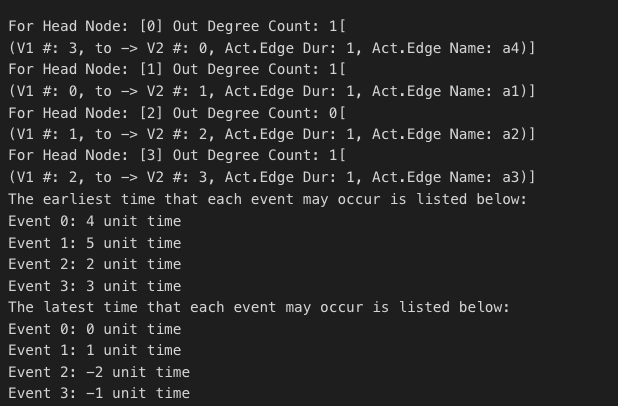 For Head Node: [0] Out Degree Count: 1[
(V1 #: 3, to -> V2 #: 0, Act.Edge Dur: 1, Act.Edge Name: a4)]
For Head Node: [1] Out Degree Count: 1[
(V1 #: 0, to -> V2 #: 1, Act.Edge Dur: 1, Act.Edge Name: a1)]
For Head Node: [2] Out Degree Count: 0[
(V1 #: 1, to -> V2 #: 2, Act.Edge Dur: 1, Act.Edge Name: a2)]
For Head Node: [3] Out Degree Count: 1[
(V1 #: 2, to -> V2 #: 3, Act.Edge Dur: 1, Act.Edge Name: a3)]
The earliest time that each event may occur is listed below:
Event 0: 4 unit time
Event 1: 5 unit time
Event 2: 2 unit time
Event 3: 3 unit time
The latest time that each event may occur is listed below:
Event 0: 0 unit time
Event 1: 1 unit time
Event 2: -2 unit time
Event 3: -1 unit time